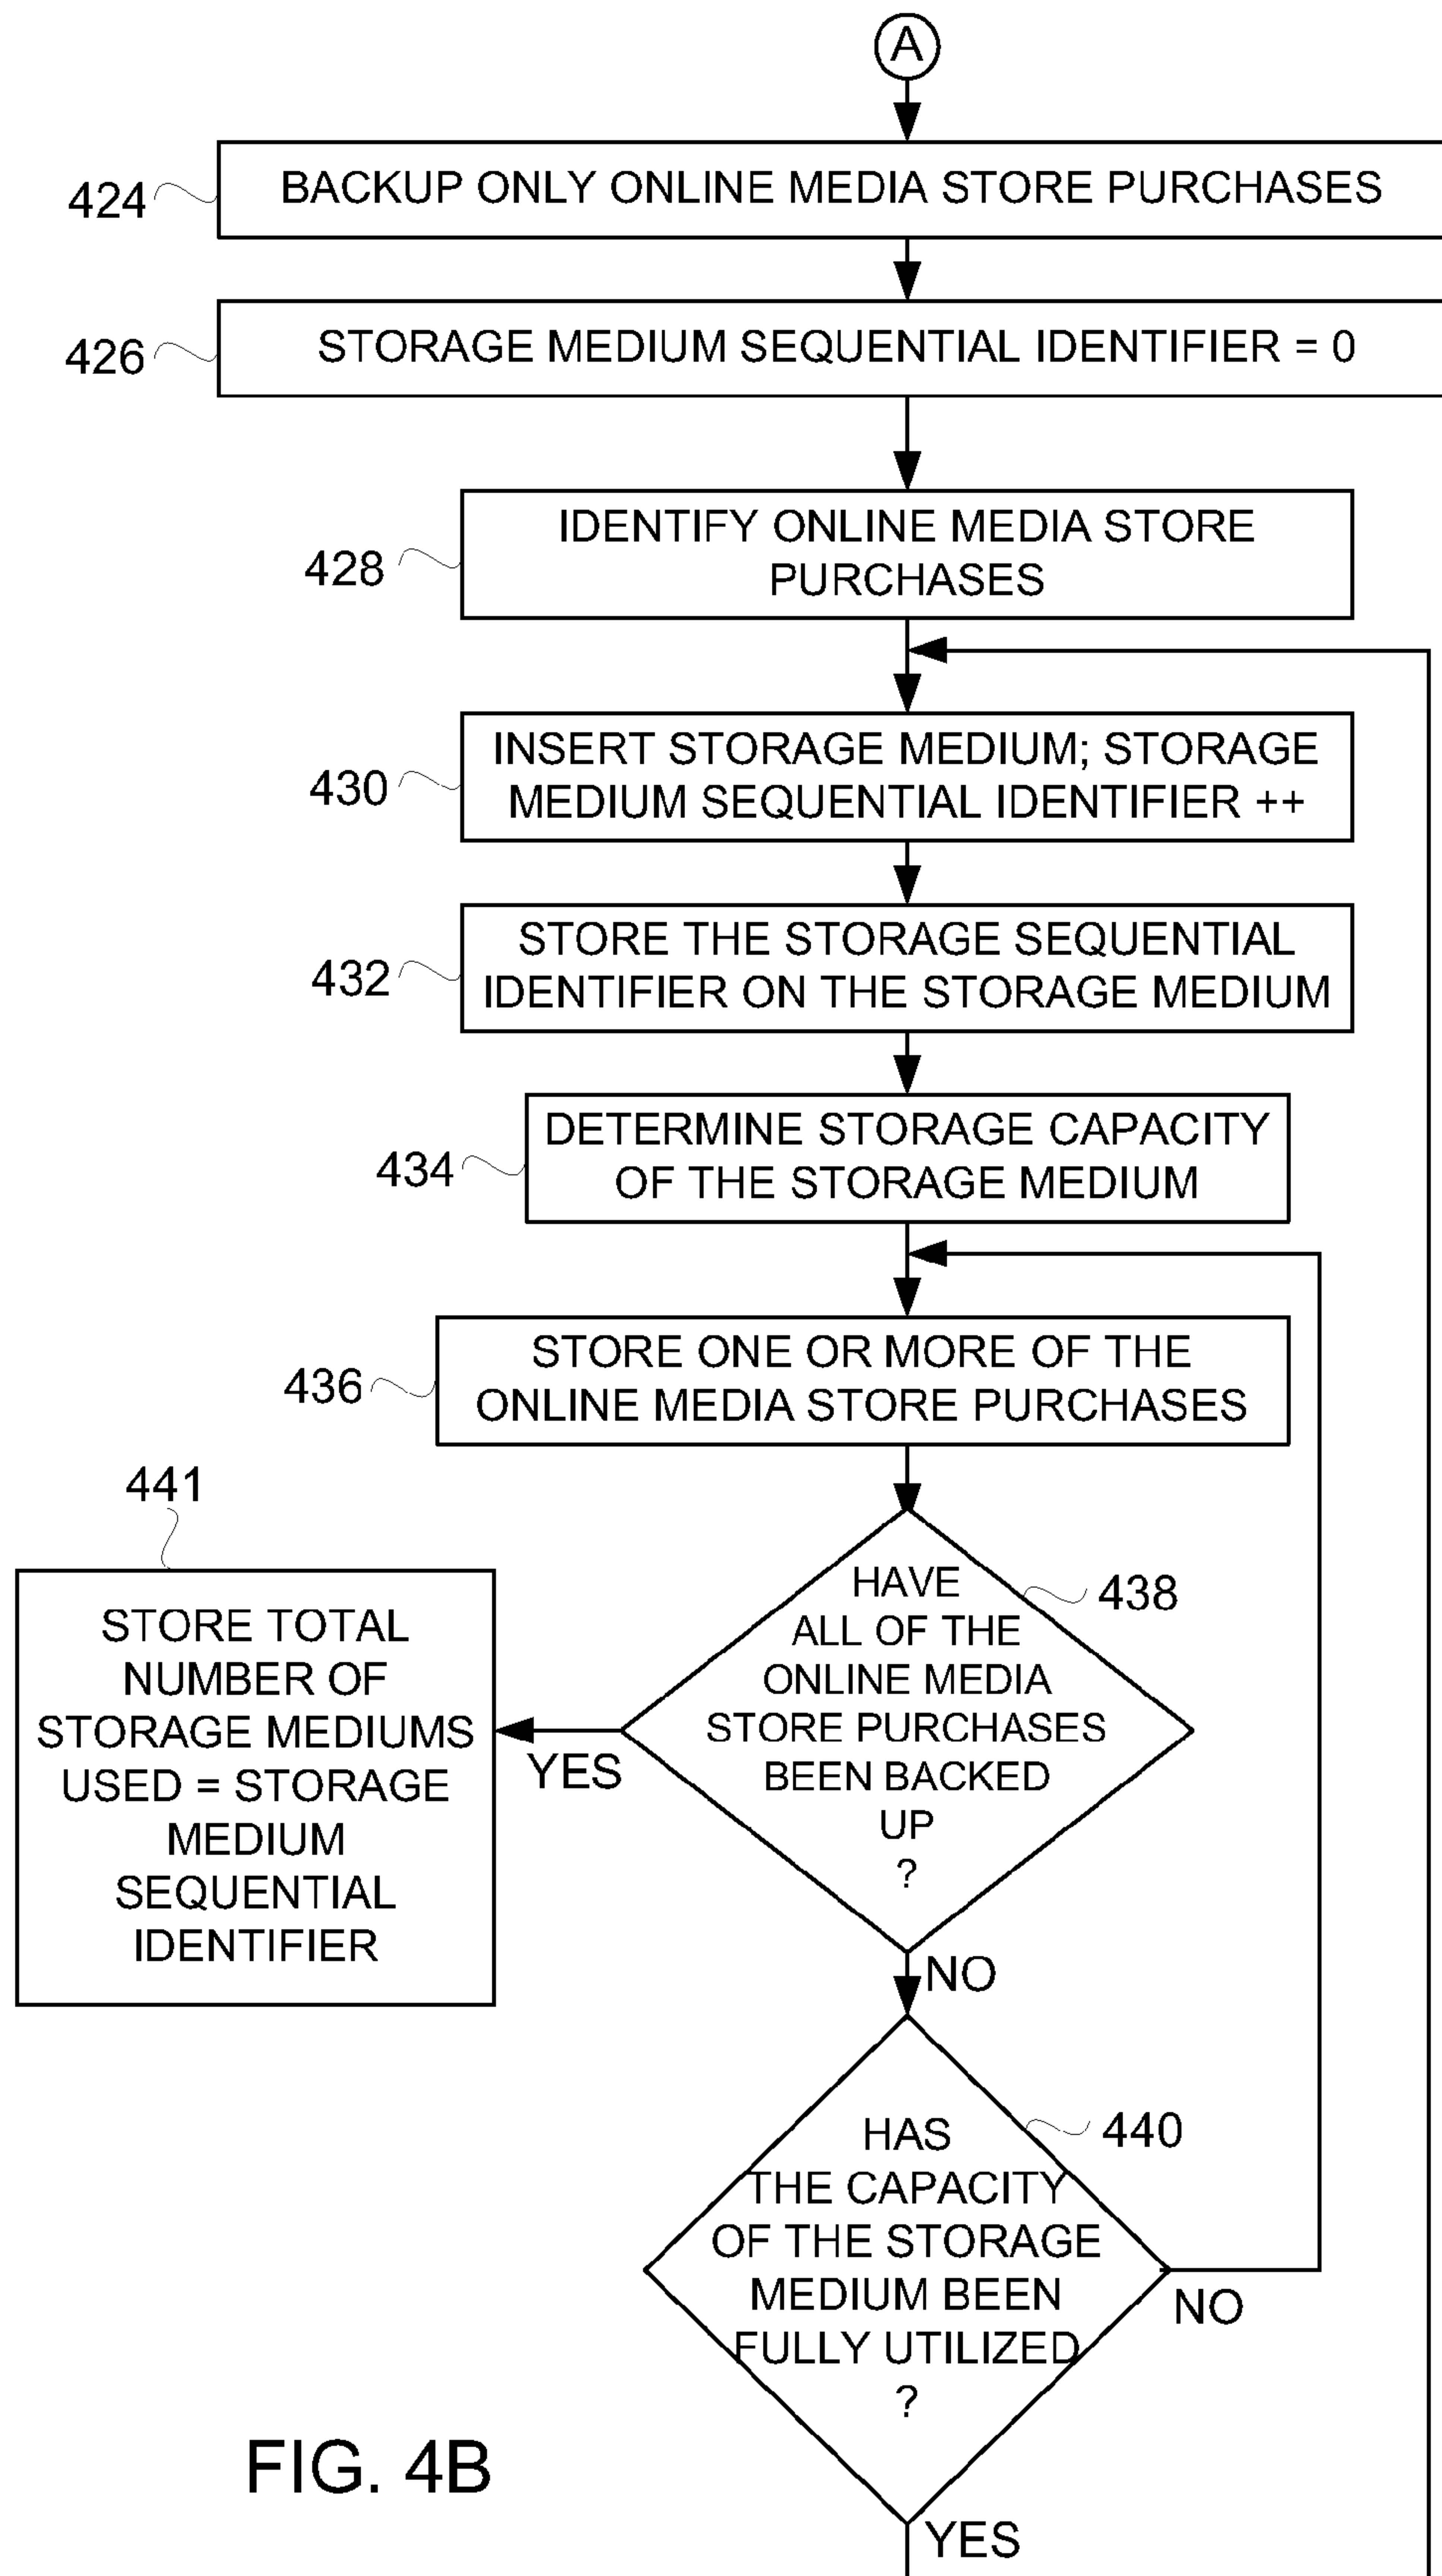 A
424
BACKUP ONLY ONLINE MEDIA STORE PURCHASES
426
STORAGE MEDIUM SEQUENTIAL IDENTIFIER = 0
428
IDENTIFY ONLINE MEDIA STORE
PURCHASES
430
INSERT STORAGE MEDIUM; STORAGE
MEDIUM SEQUENTIAL IDENTIFIER ++
432
STORE THE STORAGE SEQUENTIAL
IDENTIFIER ON THE STORAGE MEDIUM
434
DETERMINE STORAGE CAPACITY
OF THE STORAGE MEDIUM
436
STORE ONE OR MORE OF THE
ONLINE MEDIA STORE PURCHASES
438
HAVE
ALL OF THE
ONLINE MEDIA
STORE PURCHASES
BEEN BACKED
UP
?
YES
441
STORE TOTAL
NUMBER OF
STORAGE MEDIUMS
USED = STORAGE
MEDIUM
SEQUENTIAL
IDENTIFIER
NO
440
HAS
THE CAPACITY
OF THE STORAGE
MEDIUM BEEN
FULLY UTILIZED
?
NO
YES
FIG. 4B